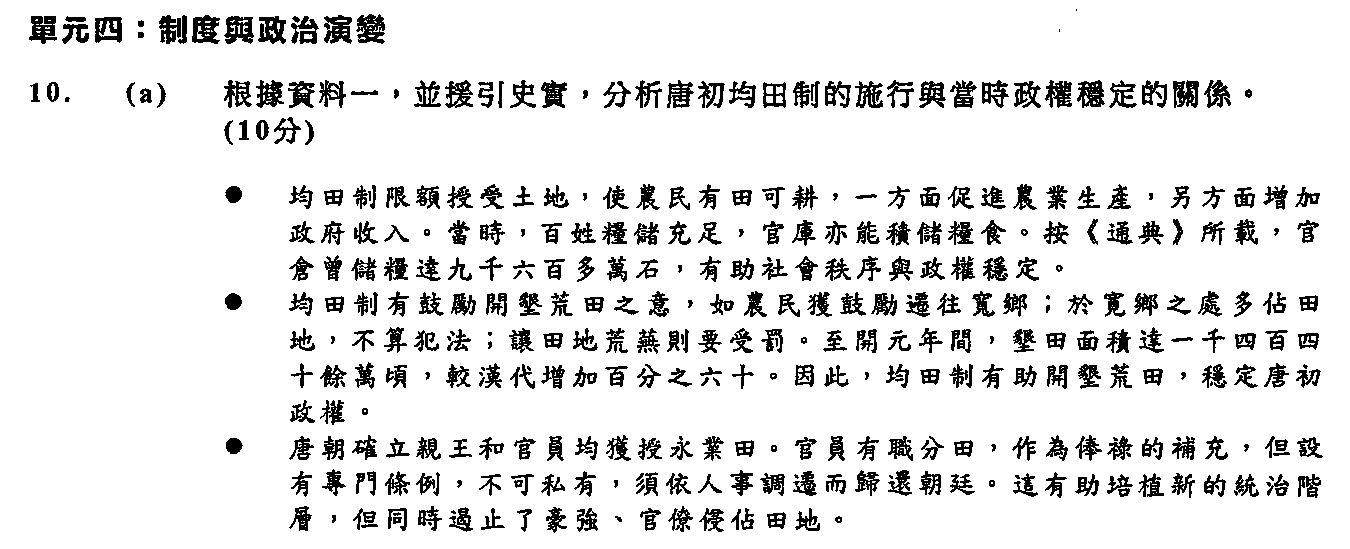 單元四：制度與政治演變
10. (a) 根據資料一，並援引史實，分析唐初均田制的施行與當時政權穩定的關係。
(10分)
● 均田制限額授受土地，使農民有田可耕，一方面促進農業生產，另方面增加
政府收入。當時，百姓糧儲充足，官庫亦能積儲糧食。按《通典》所載，官
倉曾儲糧達九千六百多萬石，有助社會秩序與政權穩定。
● 均田制有鼓勵開墾荒田之意，如農民獲鼓勵遷往寬鄉；於寬鄉之處多佔田
地，不算犯法；讓田地荒蕪則要受罰。至開元年間，墾田面積達一千四百四
十餘萬頃，較漢代增加百分之六十。因此，均田制有助開墾荒田，穩定唐初
政權。
● 唐朝確立親王和官員均獲授永業田。官員有職分田，作為俸祿的補充，但設
有專門條例，不可私有，須依人事調遷而歸還朝廷。這有助培植新的統治階
層，但同時遏止了豪強、官僚侵佔田地。